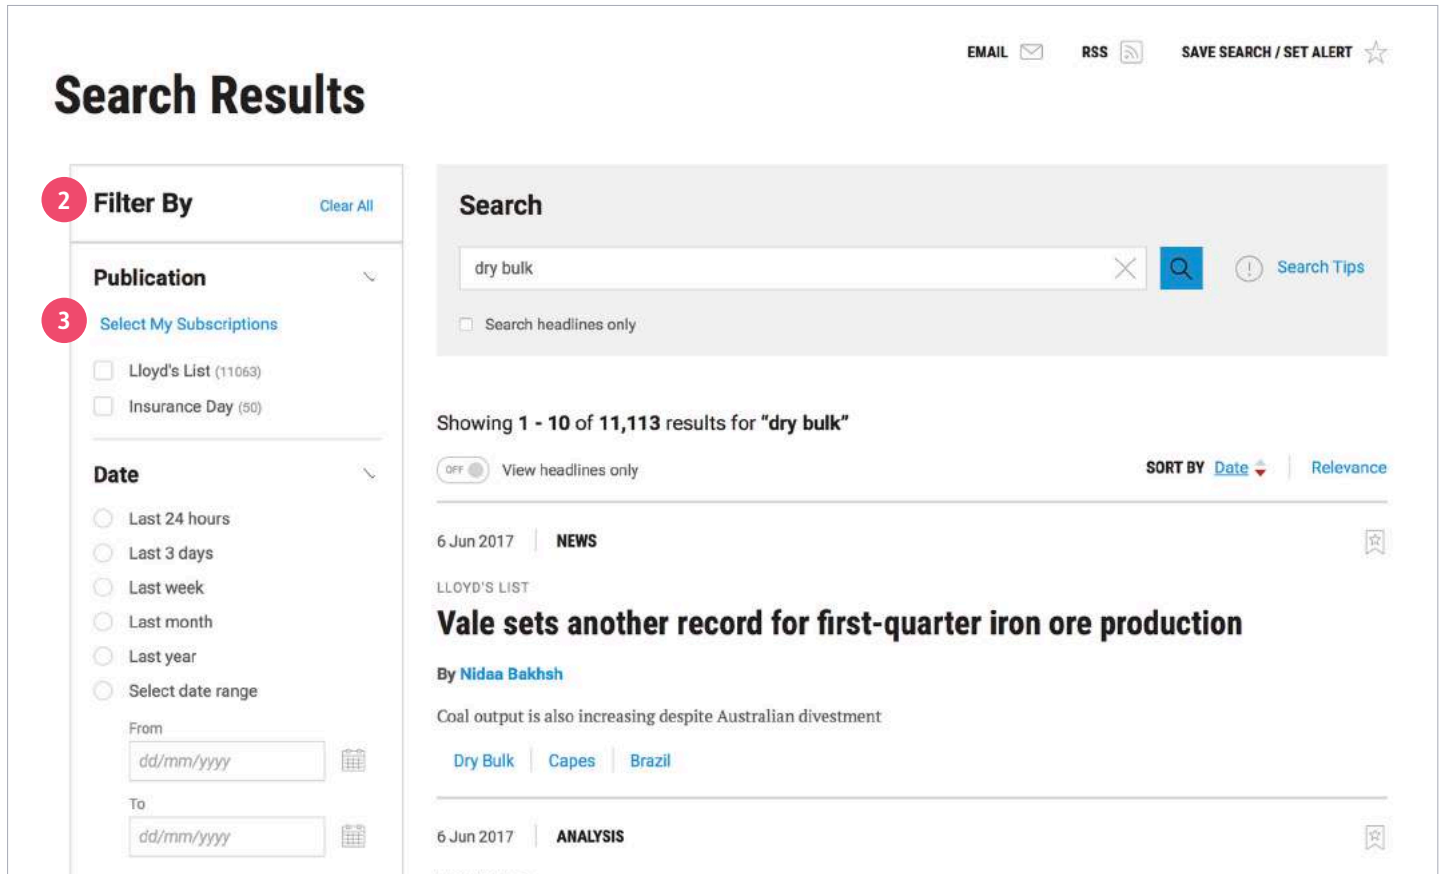 EMAIL
RSS
SAVE SEARCH / SET ALERT
Search Results
2
Filter By
Clear All
Publication
3
Select My Subscriptions
Lloyd's List (11063)
Insurance Day (50)
Date
Last 24 hours
Last 3 days
Last week
Last month
Last year
Select date range
From
dd/mm/yyyy
To
dd/mm/yyyy
Search
dry bulk
Search Tips
Search headlines only
Showing 1 - 10 of 11,113 results for "dry bulk"
OFF View headlines only
SORT BY Date Relevance
6 Jun 2017 NEWS
LLOYD'S LIST
Vale sets another record for first-quarter iron ore production
By Nidaa Bakhsh
Coal output is also increasing despite Australian divestment
Dry Bulk Capes Brazil
6 Jun 2017 ANALYSIS